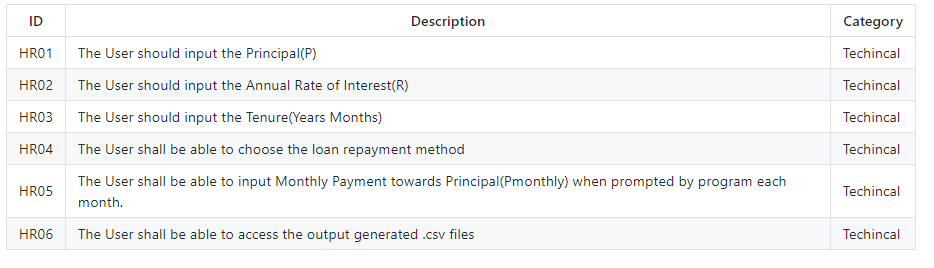 ID Description Category
HR01 The User should input the Principal(P) Techincal
HR02 The User should input the Annual Rate of Interest(R) Techincal
HR03 The User should input the Tenure(Years Months) Techincal
HR04 The User shall be able to choose the loan repayment method Techincal
HR05 The User shall be able to input Monthly Payment towards Principal(Pmonthly) when prompted by program each Techincal
month.
HR06 The User shall be able to access the output generated .csv files Techincal